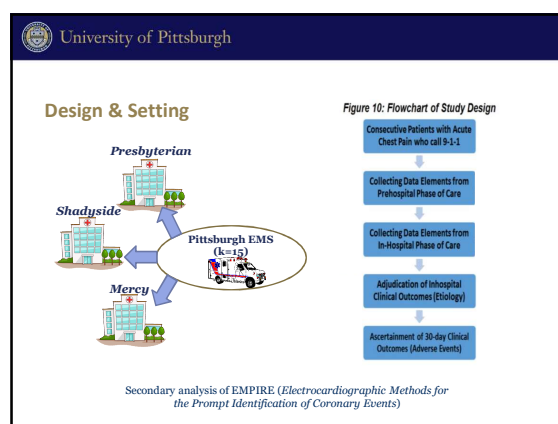 University of Pittsburgh
Design & Setting
Presbyterian
Shadyside
Pittsburgh EMS
(k=15)
Mercy
Figure 10: Flowchart of Study Design
Consecutive Patients with Acute
Chest Pain who call 9-1-1
Collecting Data Elements from
Prehospital Phase of Care
Collecting Data Elements from
In-Hospital Phase of Care
Adjudication of Inhospital
Clinical Outcomes (Etiology)
Ascertainment of 30-day Clinical
Outcomes (Adverse Events)
Secondary analysis of EMPIRE (Electrocardiographic Methods for
the Prompt Identification of Coronary Events)